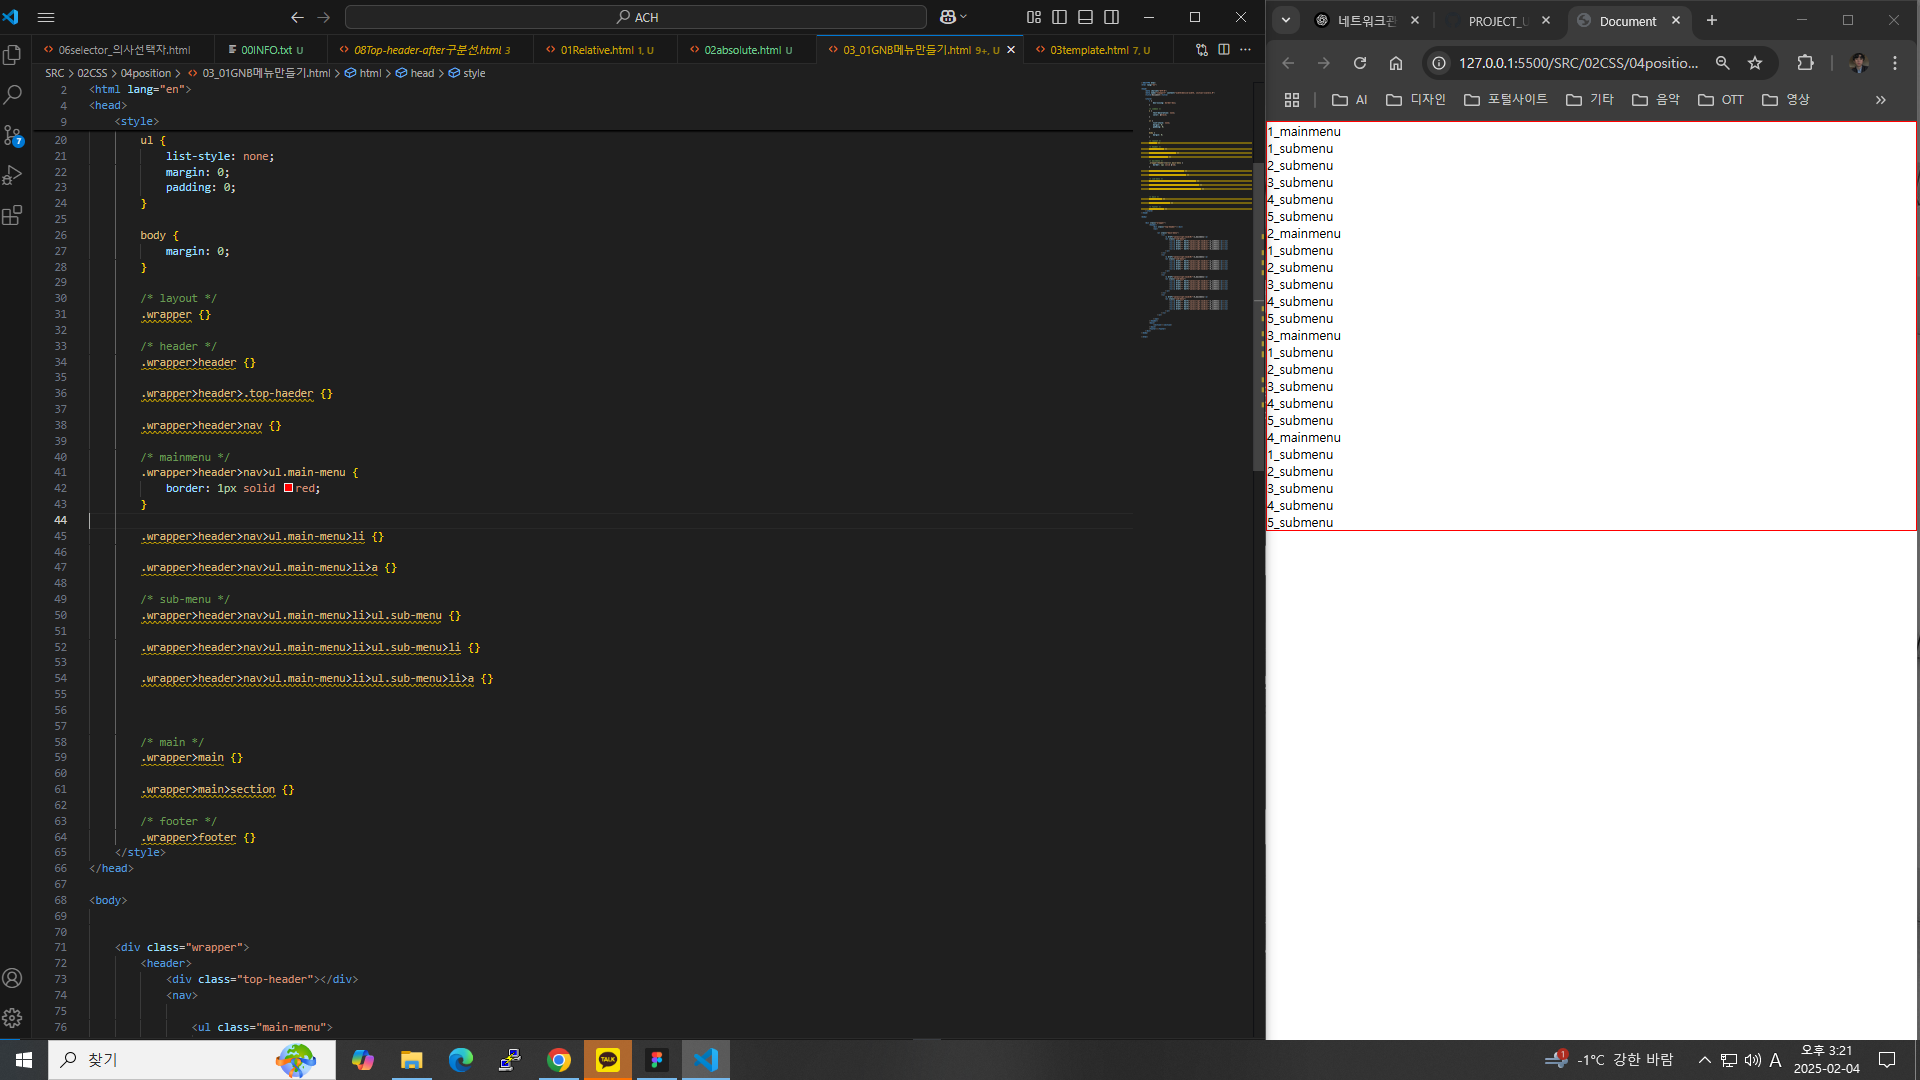 ACH
06selector_의사선택자.html
00INFO.txt U
08Top-header-after구분선.html 3
01Relative.html 1, U
02absolute.html U
03_01GNB메뉴만들기.html 9+, U
03template.html 7, U
SRC > 02CSS > 04position > 03_01GNB메뉴만들기.html > html > head > style
2 <html lang="en">
4 <head>
9 <style>
20 ul {
21 list-style: none;
22 margin: 0;
23 padding: 0;
24 }
25
26 body {
27 margin: 0;
28 }
29
30 /* layout */
31 .wrapper {}
32
33 /* header */
34 .wrapper>header {}
35
36 .wrapper>header>.top-haeder {}
37
38 .wrapper>header>nav {}
39
40 /* mainmenu */
41 .wrapper>header>nav>ul.main-menu {
42 border: 1px solid red;
43 }
44
45 .wrapper>header>nav>ul.main-menu>li {}
46
47 .wrapper>header>nav>ul.main-menu>li>a {}
48
49 /* sub-menu */
50 .wrapper>header>nav>ul.main-menu>li>ul.sub-menu {}
51
52 .wrapper>header>nav>ul.main-menu>li>ul.sub-menu>li {}
53
54 .wrapper>header>nav>ul.main-menu>li>ul.sub-menu>li>a {}
55
56
57
58 /* main */
59 .wrapper>main {}
60
61 .wrapper>main>section {}
62
63 /* footer */
64 .wrapper>footer {}
65 </style>
66 </head>
67
68 <body>
69
70
71 <div class="wrapper">
72 <header>
73 <div class="top-header"></div>
74 <nav>
75
76 <ul class="main-menu">
7
네트워크관
PROJECT_U
Document
127.0.0.1:5500/SRC/02CSS/04positio...
AI
디자인
포털사이트
기타
음악
OTT
영상
1_mainmenu
1_submenu
2_submenu
3_submenu
4_submenu
5_submenu
2_mainmenu
1_submenu
2_submenu
3_submenu
4_submenu
5_submenu
3_mainmenu
1_submenu
2_submenu
3_submenu
4_submenu
5_submenu
4_mainmenu
1_submenu
2_submenu
3_submenu
4_submenu
5_submenu
찾기
TALK
1
-1°C 강한 바람
A
오후 3:21
2025-02-04